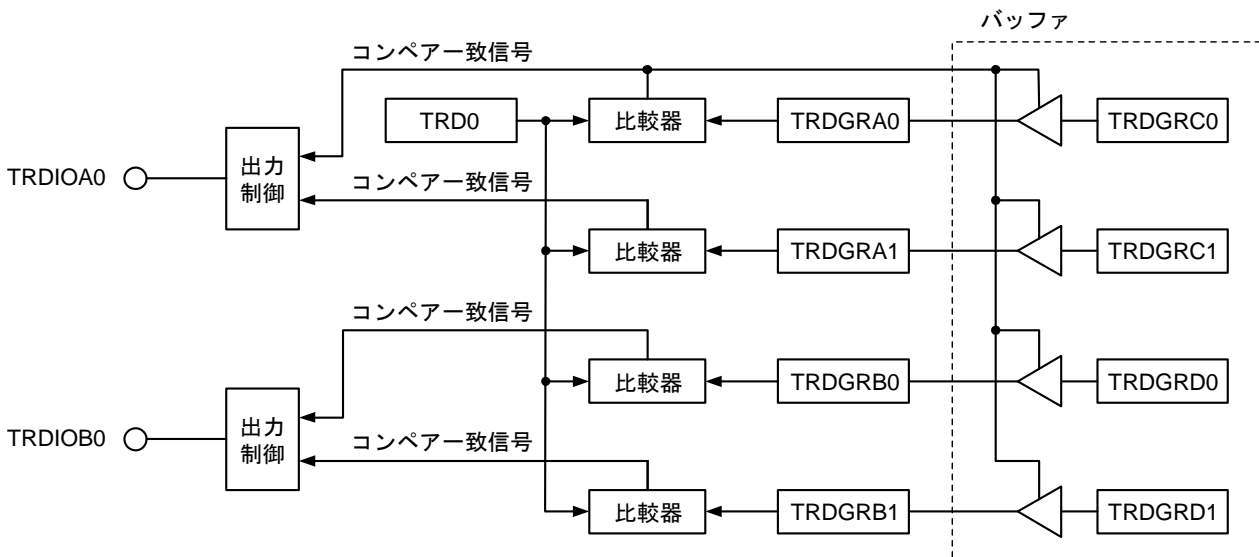 バッファ
コンペアー致信号
TRD0
比較器
TRDGRA0
TRDGRC0
TRDIOA0
出力
制御
コンペアー致信号
比較器
TRDGRA1
TRDGRC1
コンペアー致信号
比較器
TRDGRB0
TRDGRD0
TRDIOB0
出力
制御
コンペアー致信号
比較器
TRDGRB1
TRDGRD1